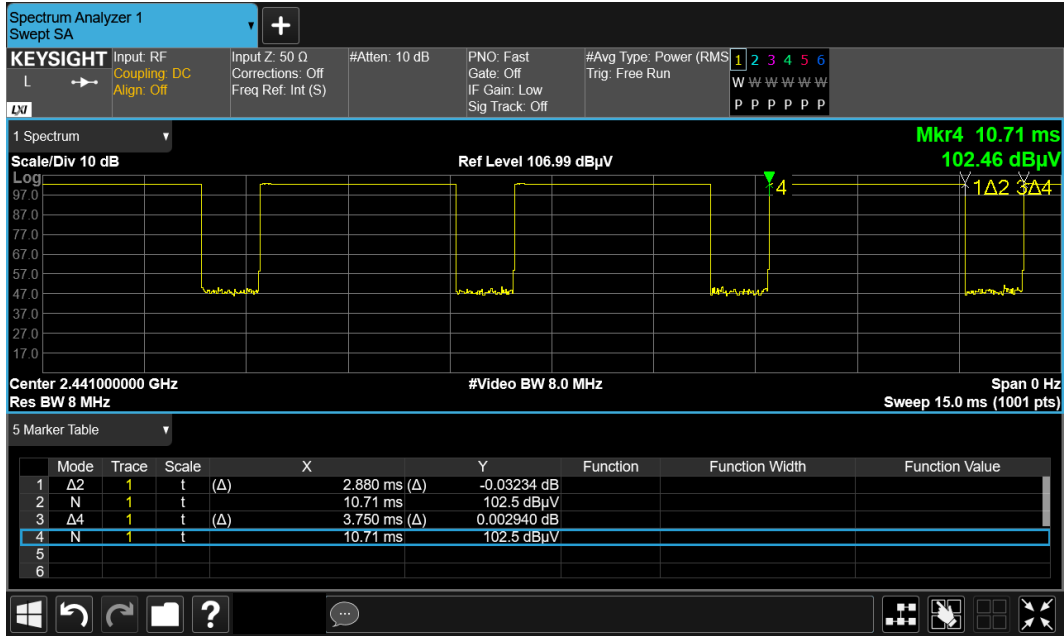 Spectrum Analyzer 1
Swept SA
KEYSIGHT Input: RF Input Z: 50 Ω #Atten: 10 dB PNO: Fast #Avg Type: Power (RMS 1 2 3 4 5 6
L Coupling: DC Corrections: Off Gate: Off Trig: Free Run W W W W W W
Align: Off Freq Ref: Int (S) IF Gain: Low
LXI Sig Track: Off P P P P P P
1 Spectrum Mkr4 10.71 ms
Scale/Div 10 dB Ref Level 106.99 dBµV 102.46 dBµV
Log
4 1Δ2 3Δ4
97.0
87.0
77.0
67.0
57.0
47.0
37.0
27.0
17.0
Center 2.441000000 GHz #Video BW 8.0 MHz Span 0 Hz
Res BW 8 MHz Sweep 15.0 ms (1001 pts)
5 Marker Table
Mode Trace Scale X Y Function Function Width Function Value
1 Δ2 1 t (Δ) 2.880 ms (Δ) -0.03234 dB
2 N 1 t 10.71 ms 102.5 dBµV
3 Δ4 1 t (Δ) 3.750 ms (Δ) 0.002940 dB
4 N 1 t 10.71 ms 102.5 dBµV
5
6
?